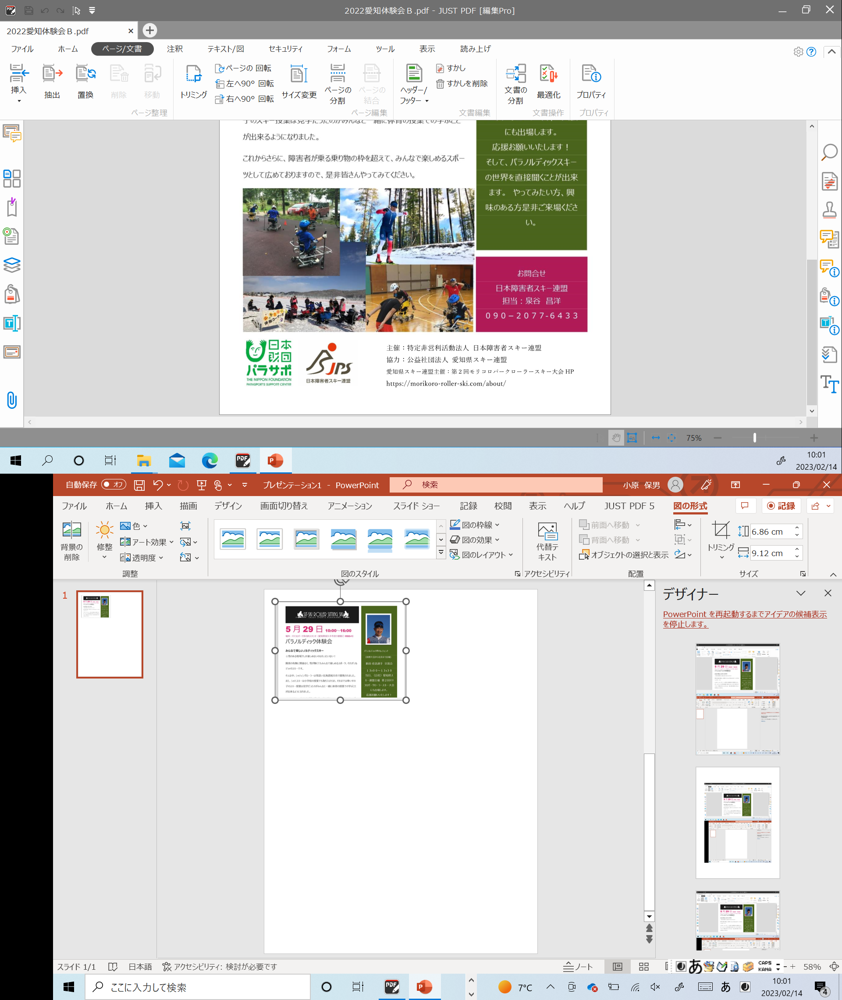 2022愛知体験会Ｂ.pdf - JUST PDF [編集Pro]
2022愛知体験会Ｂ.pdf
ファイル
ホーム
ページ/文書
注釈
テキスト/図
セキュリティ
フォーム
ツール
表示
読み上げ
挿入
抽出
置換
削除
移動
ページ整理
トリミング
ページの 回転
左へ90° 回転
右へ90° 回転
サイズ変更
ページの分割
ページの結合
ページ編集
ヘッダー/フッター
すかし
すかしを削除
文書編集
文書の分割
最適化
文書操作
プロパティ
プロパティ
が出来るようになりました。
これからさらに、障害者が乗る乗り物の枠を超えて、みんなで楽しめるスポー
ツとして広めておりますので、是非皆さんやってみてください。
にも出場します。
応援お願いいたします！
そして、パラノルディックスキー
の世界を直接聞くことが出来
ます。 やってみたい方、興
味のある方是非ご来場くださ
い。
お問合せ
日本障害者スキー連盟
担当：泉谷 昌洋
０９０－２０７７-６４３３
日本
財団
パラサポ
THE NIPPON FOUNDATION
PARASPORTS SUPPORT CENTER
JPS
日本障害者スキー連盟
主催：特定非営利活動法人 日本障害者スキー連盟
協力：公益社団法人 愛知県スキー連盟
愛知県スキー連盟主催：第２回モリコロパークローラースキー大会 HP
https://morikoro-roller-ski.com/about/
75%
10:01
2023/02/14
自動保存
オフ
プレゼンテーション1 - PowerPoint
検索
小原 保男
ファイル
ホーム
挿入
描画
デザイン
画面切り替え
アニメーション
スライド ショー
記録
校閲
表示
ヘルプ
JUST PDF 5
図の形式
記録
背景の削除
修整
色
アート効果
透明度
調整
図のスタイル
図の枠線
図の効果
図のレイアウト
代替テキスト
アクセシビリティ
前面へ移動
背面へ移動
オブジェクトの選択と表示
配置
トリミング
6.86 cm
9.12 cm
サイズ
1
SIT-SKI ROLLER SITTING SKI
5 月 29 日 10:00～16:00
パラノルディック体験会
みんなで楽しいノルディックスキー
デザイナー
PowerPoint を再起動するまでアイデアの候補表示
を停止します。
スライド 1/1
日本語
アクセシビリティ: 検討が必要です
ノート
あ
CAPS
KANA
58%
ここに入力して検索
7°C
あ
10:01
2023/02/14
4